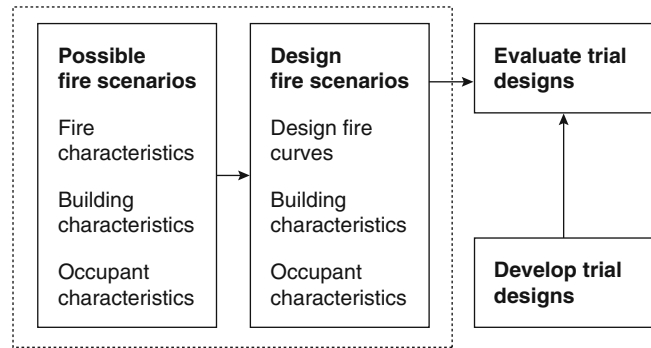 Possible
fire scenarios
Fire
characteristics
Building
characteristics
Occupant
characteristics
Design
fire scenarios
Design fire
curves
Building
characteristics
Occupant
characteristics
Evaluate trial
designs
Develop trial
designs